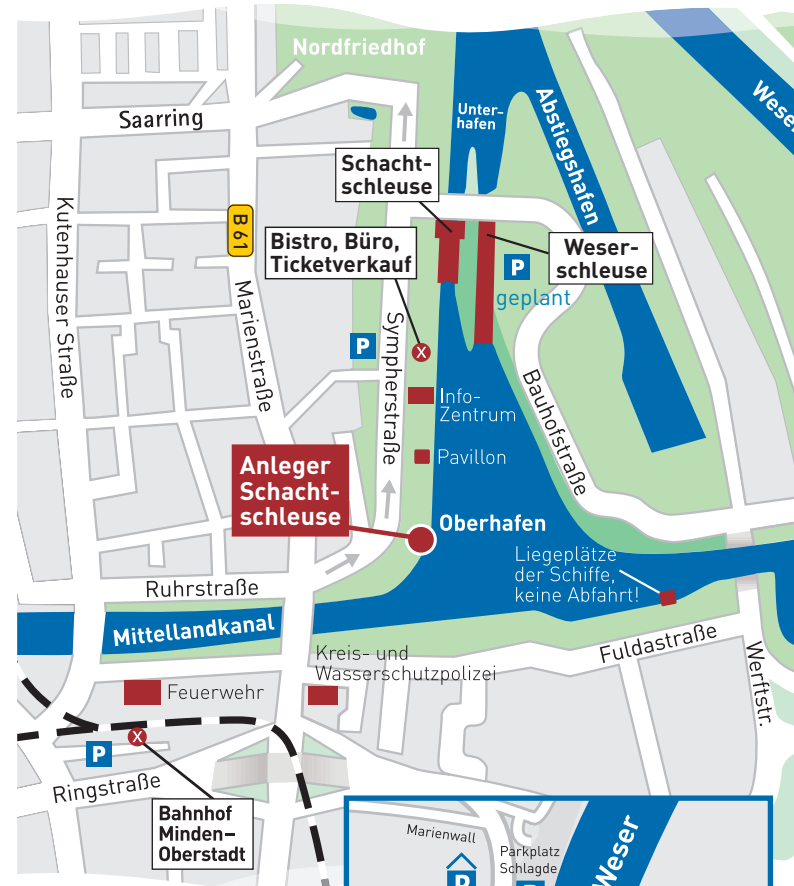 Nordfriedhof
Saarring
Unter-
hafen
Abstiegshafen
Weser
Schacht-
schleuse
Kutenhauser Straße
B 61
Bistro, Büro,
Ticketverkauf
Weser-
schleuse
P
geplant
Marienstraße
Sympherstraße
P
X
Info-
Zentrum
Bauhofstraße
Pavillon
Anleger
Schacht-
schleuse
Oberhafen
Liegeplätze
der Schiffe,
keine Abfahrt!
Ruhrstraße
Mittellandkanal
Fuldastraße
Werftstr.
Kreis- und
Wasserschutzpolizei
Feuerwehr
X
P
Ringstraße
Bahnhof
Minden–
Oberstadt
Marienwall
Parkplatz
Schlagde
P
P
Weser